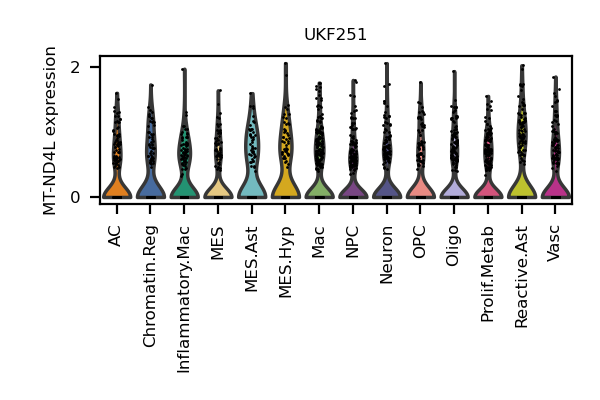 UKF251
MT-ND4L expression
2
0
AC
Chromatin.Reg
Inflammatory.Mac
MES
MES.Ast
MES.Hyp
Mac
NPC
Neuron
OPC
Oligo
Prolif.Metab
Reactive.Ast
Vasc